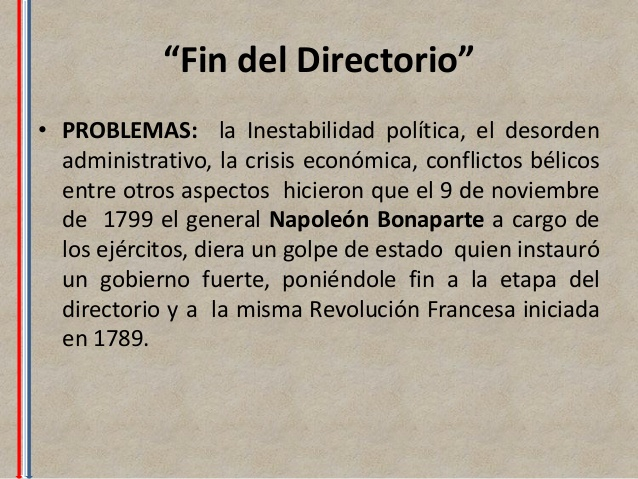 “Fin del Directorio”
• PROBLEMAS: la Inestabilidad política, el desorden
administrativo, la crisis económica, conflictos bélicos
entre otros aspectos hicieron que el 9 de noviembre
de 1799 el general Napoleón Bonaparte a cargo de
los ejércitos, diera un golpe de estado quien instauró
un gobierno fuerte, poniéndole fin a la etapa del
directorio y a la misma Revolución Francesa iniciada
en 1789.